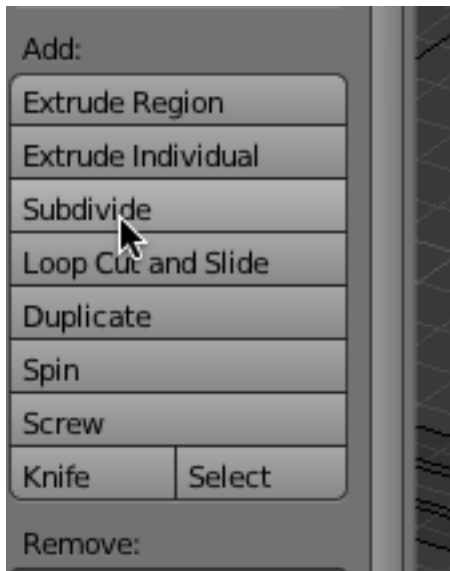 Add:
Extrude Region
Extrude Individual
Subdivide
Loop Cut and Slide
Duplicate
Spin
Screw
Knife Select
Remove: